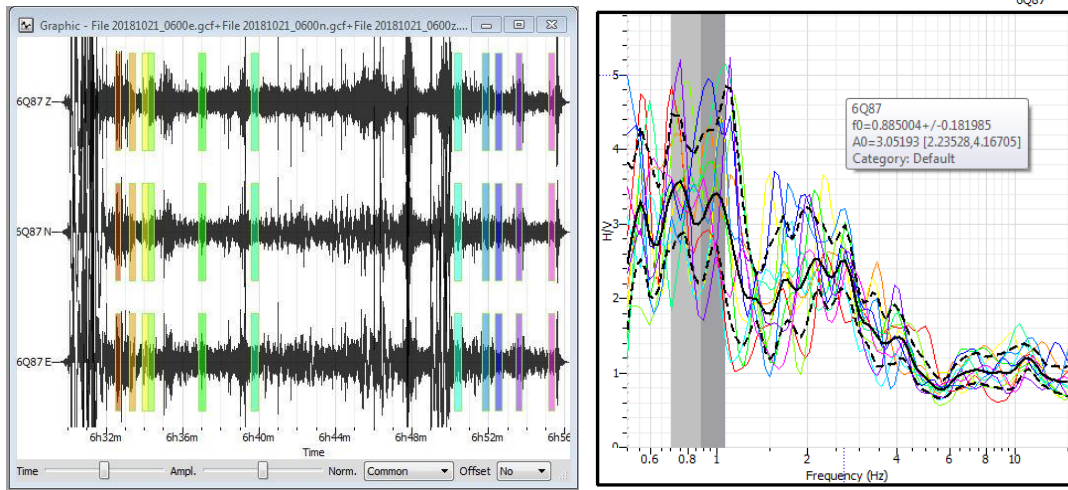 Graphic - File 20181021_0600e.gcf+File 20181021_0600n.gcf+File 20181021_0600z....
6Q87 Z
5Q87 N
6Q87 E
6h32m 6h36m 6h40m 6h44m 6h48m 6h52m 6h56
Time
Time Ampl. Norm. Common Offset No
6Q87
5
4
3
2
1
0
H/V
6Q87
f0=0.885004+/-0.181985
A0=3.05193 [2.23528,4.16705]
Category: Default
0.6 0.8 1 2 4 6 8 10
Frequency (Hz)